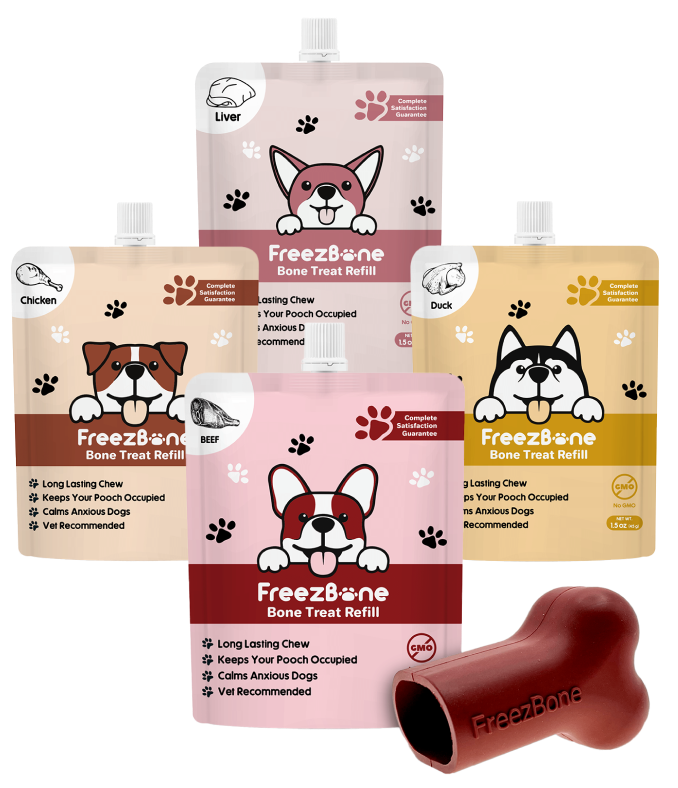 Liver
Complete
Satisfaction
Guarantee
FreezBone
Bone Treat Refill
Lasting Chew
Your Pooch Occupied
Anxious
1.5
Chicken
Complete
Satisfaction
Guarantee
FreezBone
Bone Treat Refill
Long Lasting Chew
Keeps Your Pooch Occupied
Calms Anxious Dogs
Vet Recommended
Duck
Complete
Satisfaction
Guarantee
FreezBone
Bone Treat Refill
Lasting Chew
Your Pooch Occupied
Anxious Dogs
Recommended
GMO
No GMO
NET WT.
1.5 oz
BEEF
Complete
Satisfaction
Guarantee
FreezBone
Bone Treat Refill
Long Lasting Chew
Keeps Your Pooch Occupied
Calms Anxious Dogs
Vet Recommended
GMO
FreezBone